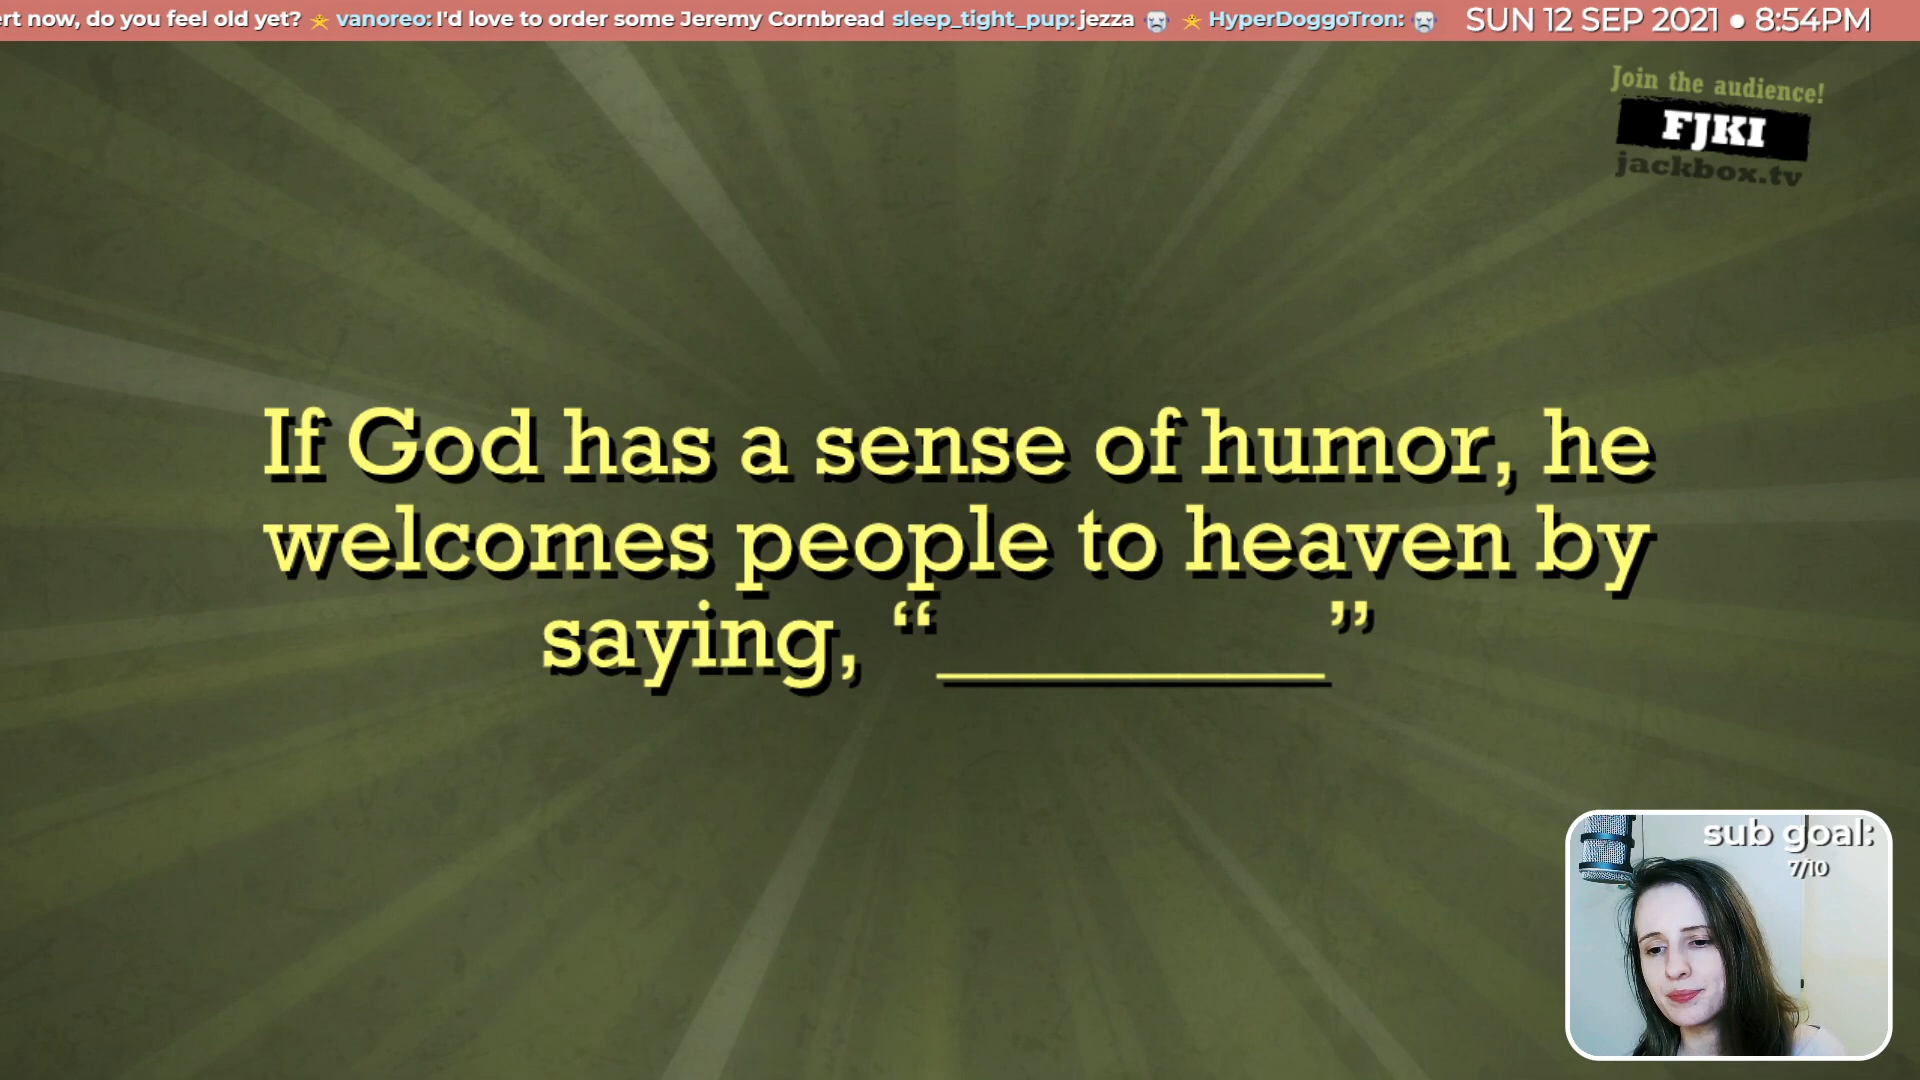 rt now, do you feel old yet? vanoreo: I'd love to order some Jeremy Cornbread sleep_tight_pup: jezza HyperDoggoTron: SUN 12 SEP 2021 ● 8:54PM
Join the audience!
FJKI
jackbox.tv
If God has a sense of humor, he
welcomes people to heaven by
saying, “__________”
sub goal:
7/10